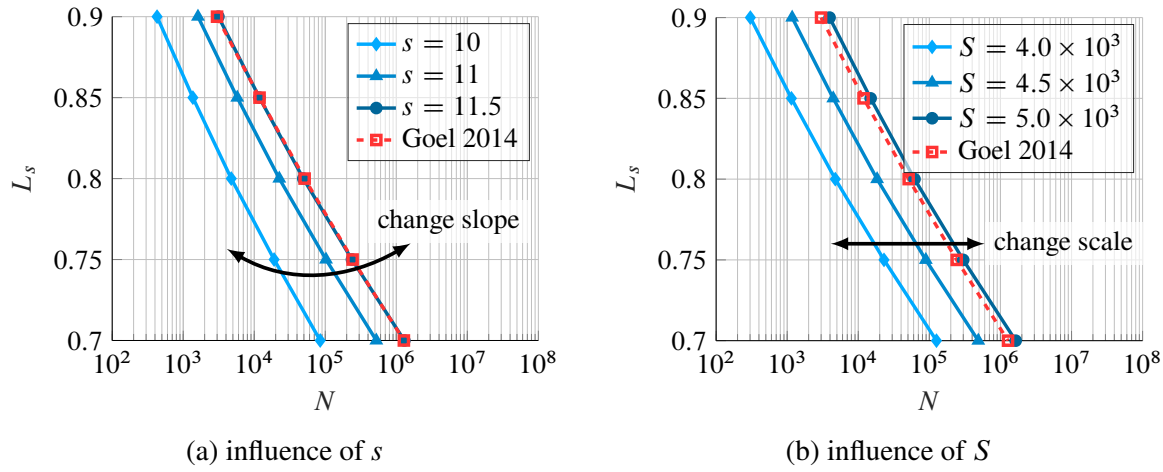 0.9
0.85
0.8
0.75
0.7
L_s
10^2
10^3
10^4
10^5
10^6
10^7
10^8
N
s = 10
s = 11
s = 11.5
Goel 2014
change slope
(a) influence of s
0.9
0.85
0.8
0.75
0.7
L_s
10^2
10^3
10^4
10^5
10^6
10^7
10^8
N
S = 4.0 × 10^3
S = 4.5 × 10^3
S = 5.0 × 10^3
Goel 2014
change scale
(b) influence of S